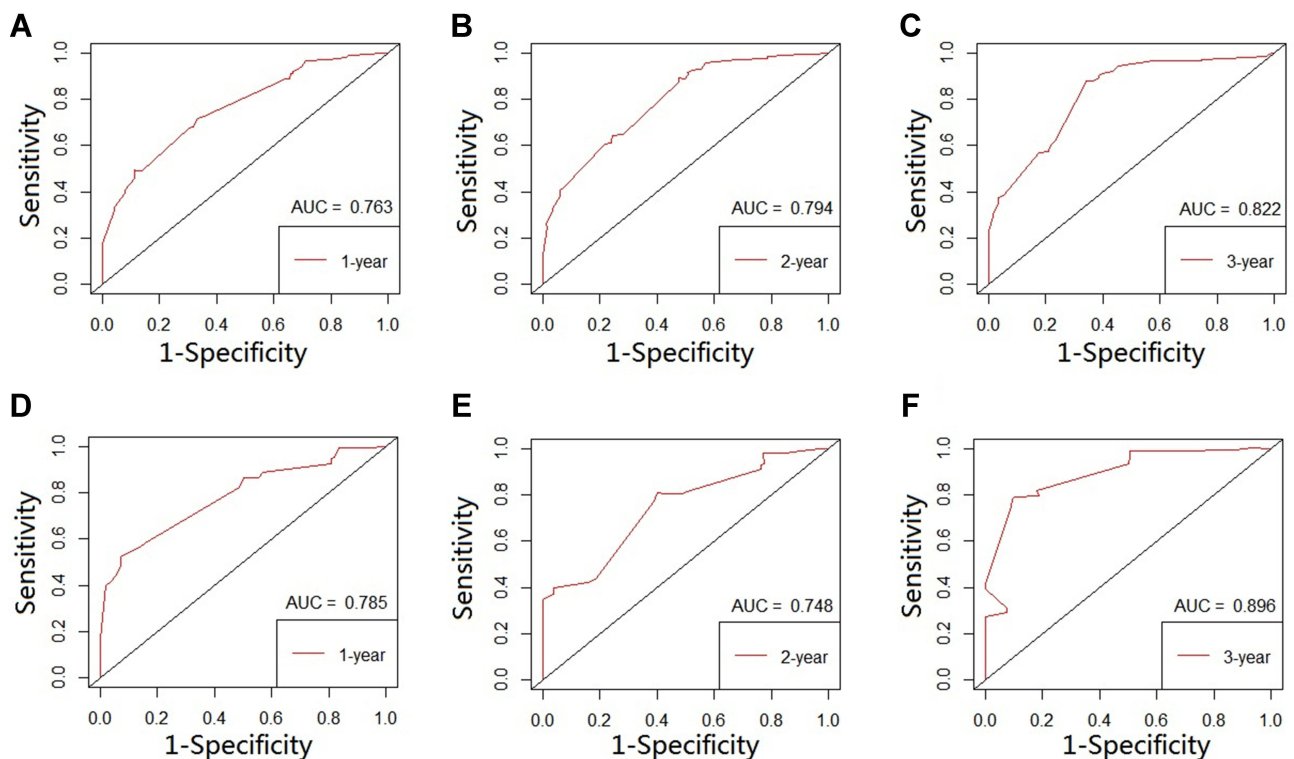 A
Sensitivity
0.0 0.2 0.4 0.6 0.8 1.0
AUC = 0.763
1-year
0.0 0.2 0.4 0.6 0.8 1.0
1-Specificity
B
Sensitivity
0.0 0.2 0.4 0.6 0.8 1.0
AUC = 0.794
2-year
0.0 0.2 0.4 0.6 0.8 1.0
1-Specificity
C
Sensitivity
0.0 0.2 0.4 0.6 0.8 1.0
AUC = 0.822
3-year
0.0 0.2 0.4 0.6 0.8 1.0
1-Specificity
D
Sensitivity
0.0 0.2 0.4 0.6 0.8 1.0
AUC = 0.785
1-year
0.0 0.2 0.4 0.6 0.8 1.0
1-Specificity
E
Sensitivity
0.0 0.2 0.4 0.6 0.8 1.0
AUC = 0.748
2-year
0.0 0.2 0.4 0.6 0.8 1.0
1-Specificity
F
Sensitivity
0.0 0.2 0.4 0.6 0.8 1.0
AUC = 0.896
3-year
0.0 0.2 0.4 0.6 0.8 1.0
1-Specificity